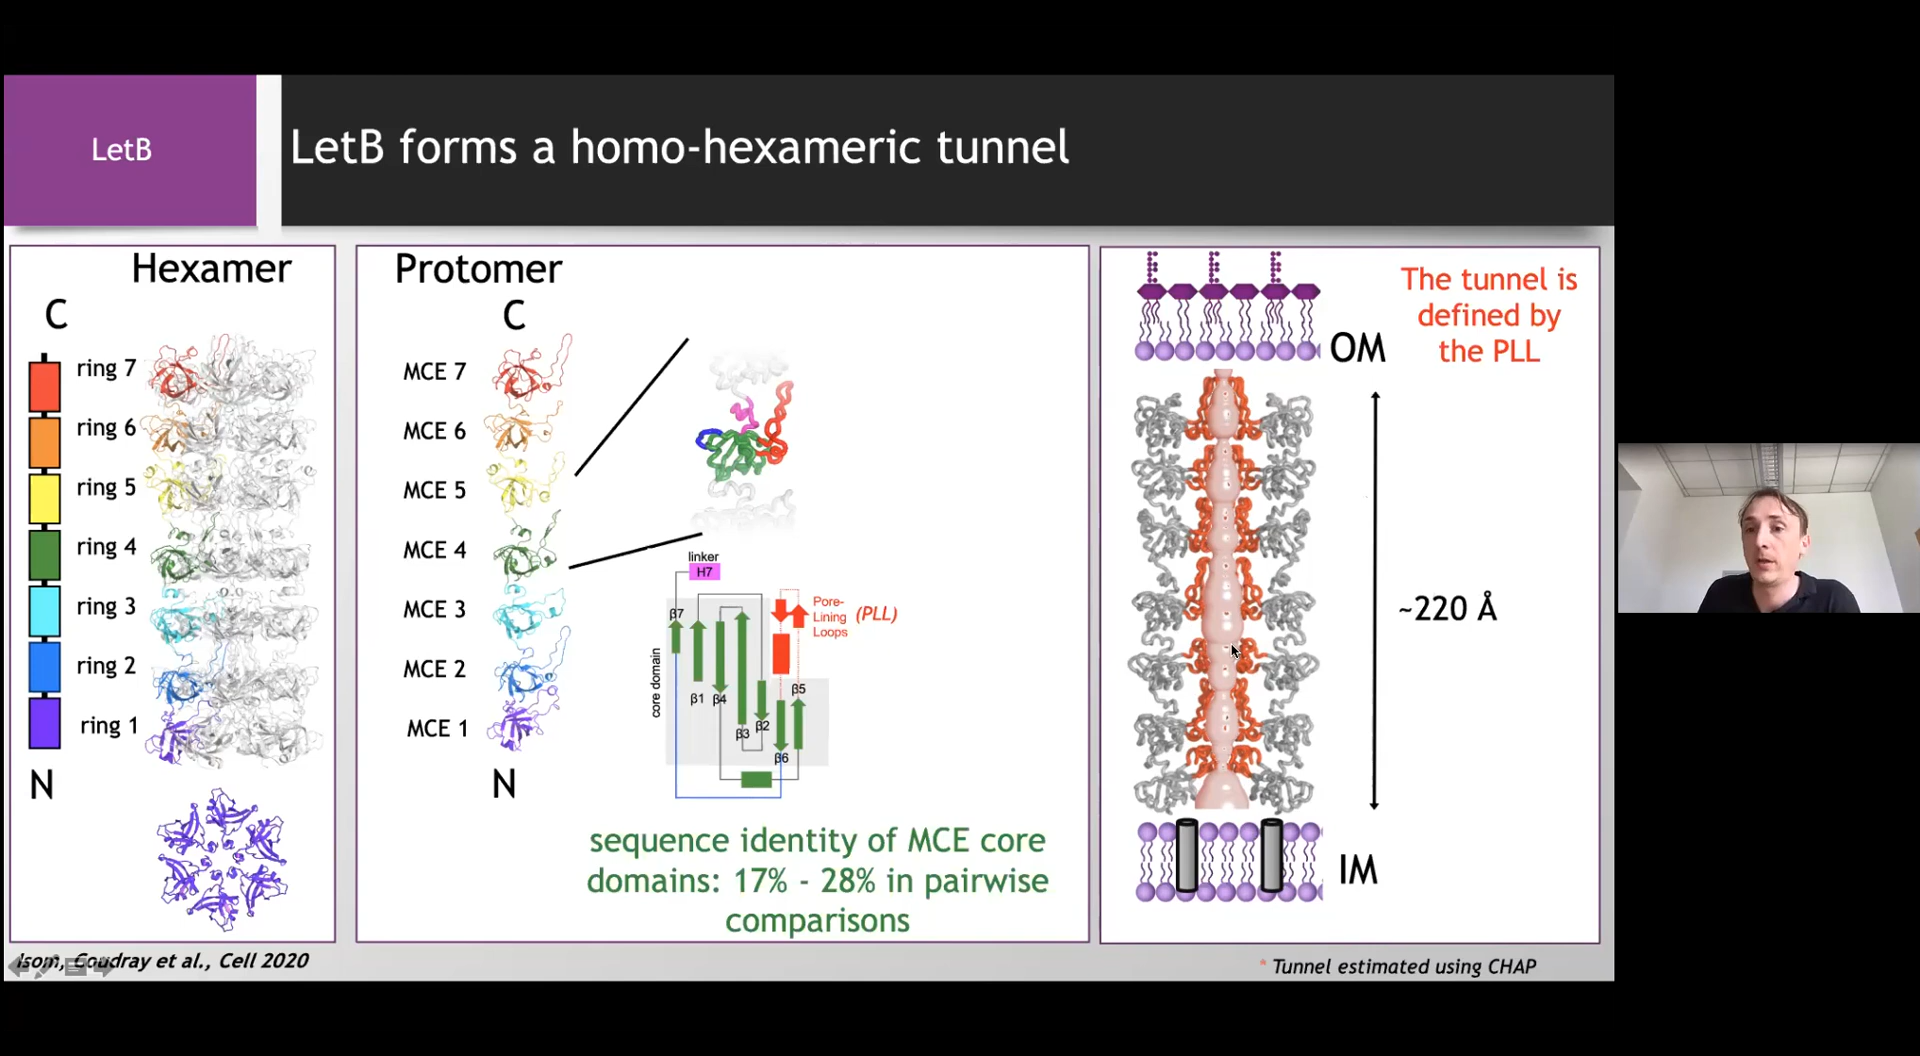 LetB
LetB forms a homo-hexameric tunnel
Hexamer
C
ring 7
ring 6
ring 5
ring 4
ring 3
ring 2
ring 1
N
Protomer
C
MCE 7
MCE 6
MCE 5
MCE 4
MCE 3
MCE 2
MCE 1
N
linker
H7
β7
Pore-
Lining
Loops
(PLL)
core domain
β1
β4
β3
β2
β5
β6
sequence identity of MCE core
domains: 17% - 28% in pairwise
comparisons
The tunnel is
defined by
the PLL
OM
~220 Å
IM
Isom, Coudray et al., Cell 2020
* Tunnel estimated using CHAP